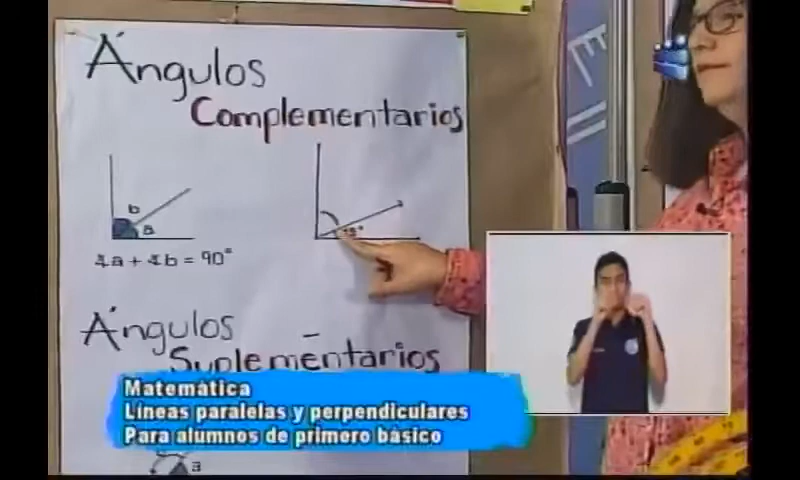 Ángulos
Complementarios
b
a
∡a + ∡b = 90°
Ángulos
Suplementarios
Matemática
Líneas paralelas y perpendiculares
Para alumnos de primero básico
a